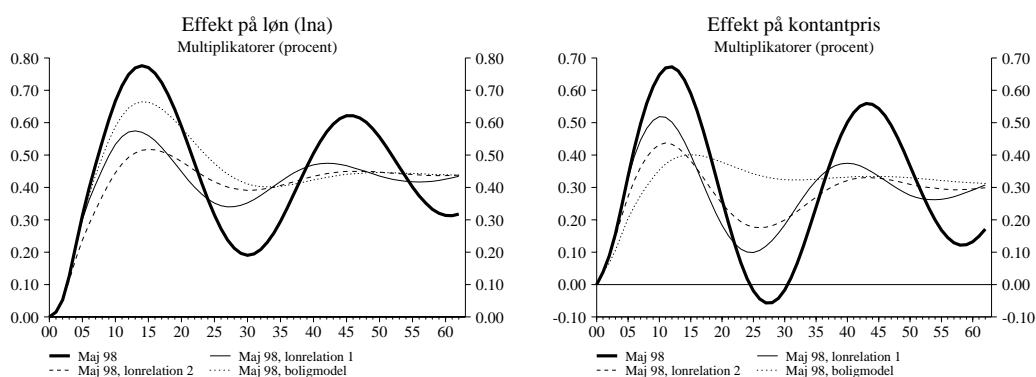 Effekt på løn (lna)
Multiplikatorer (procent)
0.80 0.80
0.70 0.70
0.60 0.60
0.50 0.50
0.40 0.40
0.30 0.30
0.20 0.20
0.10 0.10
0.00 0.00
00 05 10 15 20 25 30 35 40 45 50 55 60
Maj 98 Maj 98, lonrelation 1
Maj 98, lonrelation 2 Maj 98, boligmodel
Effekt på kontantpris
Multiplikatorer (procent)
0.70 0.70
0.60 0.60
0.50 0.50
0.40 0.40
0.30 0.30
0.20 0.20
0.10 0.10
0.00 0.00
-0.10 -0.10
00 05 10 15 20 25 30 35 40 45 50 55 60
Maj 98 Maj 98, lonrelation 1
Maj 98, lonrelation 2 Maj 98, boligmodel